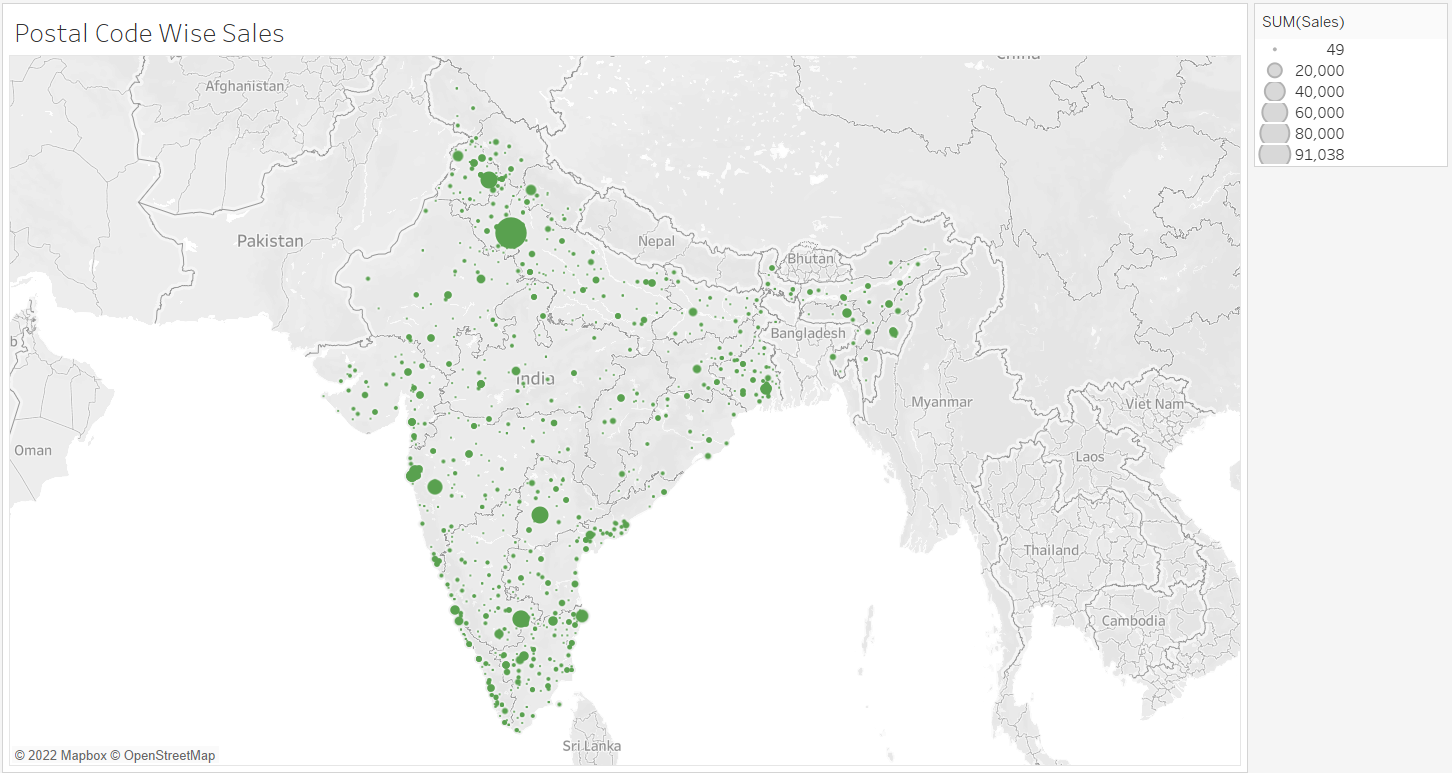 Postal Code Wise Sales
SUM(Sales)
49
20,000
40,000
60,000
80,000
91,038
China
Afghanistan
Pakistan
Nepal
Bhutan
Bangladesh
b
India
Myanmar
Viet Nam
Oman
Laos
Thailand
Cambodia
Sri Lanka
© 2022 Mapbox © OpenStreetMap